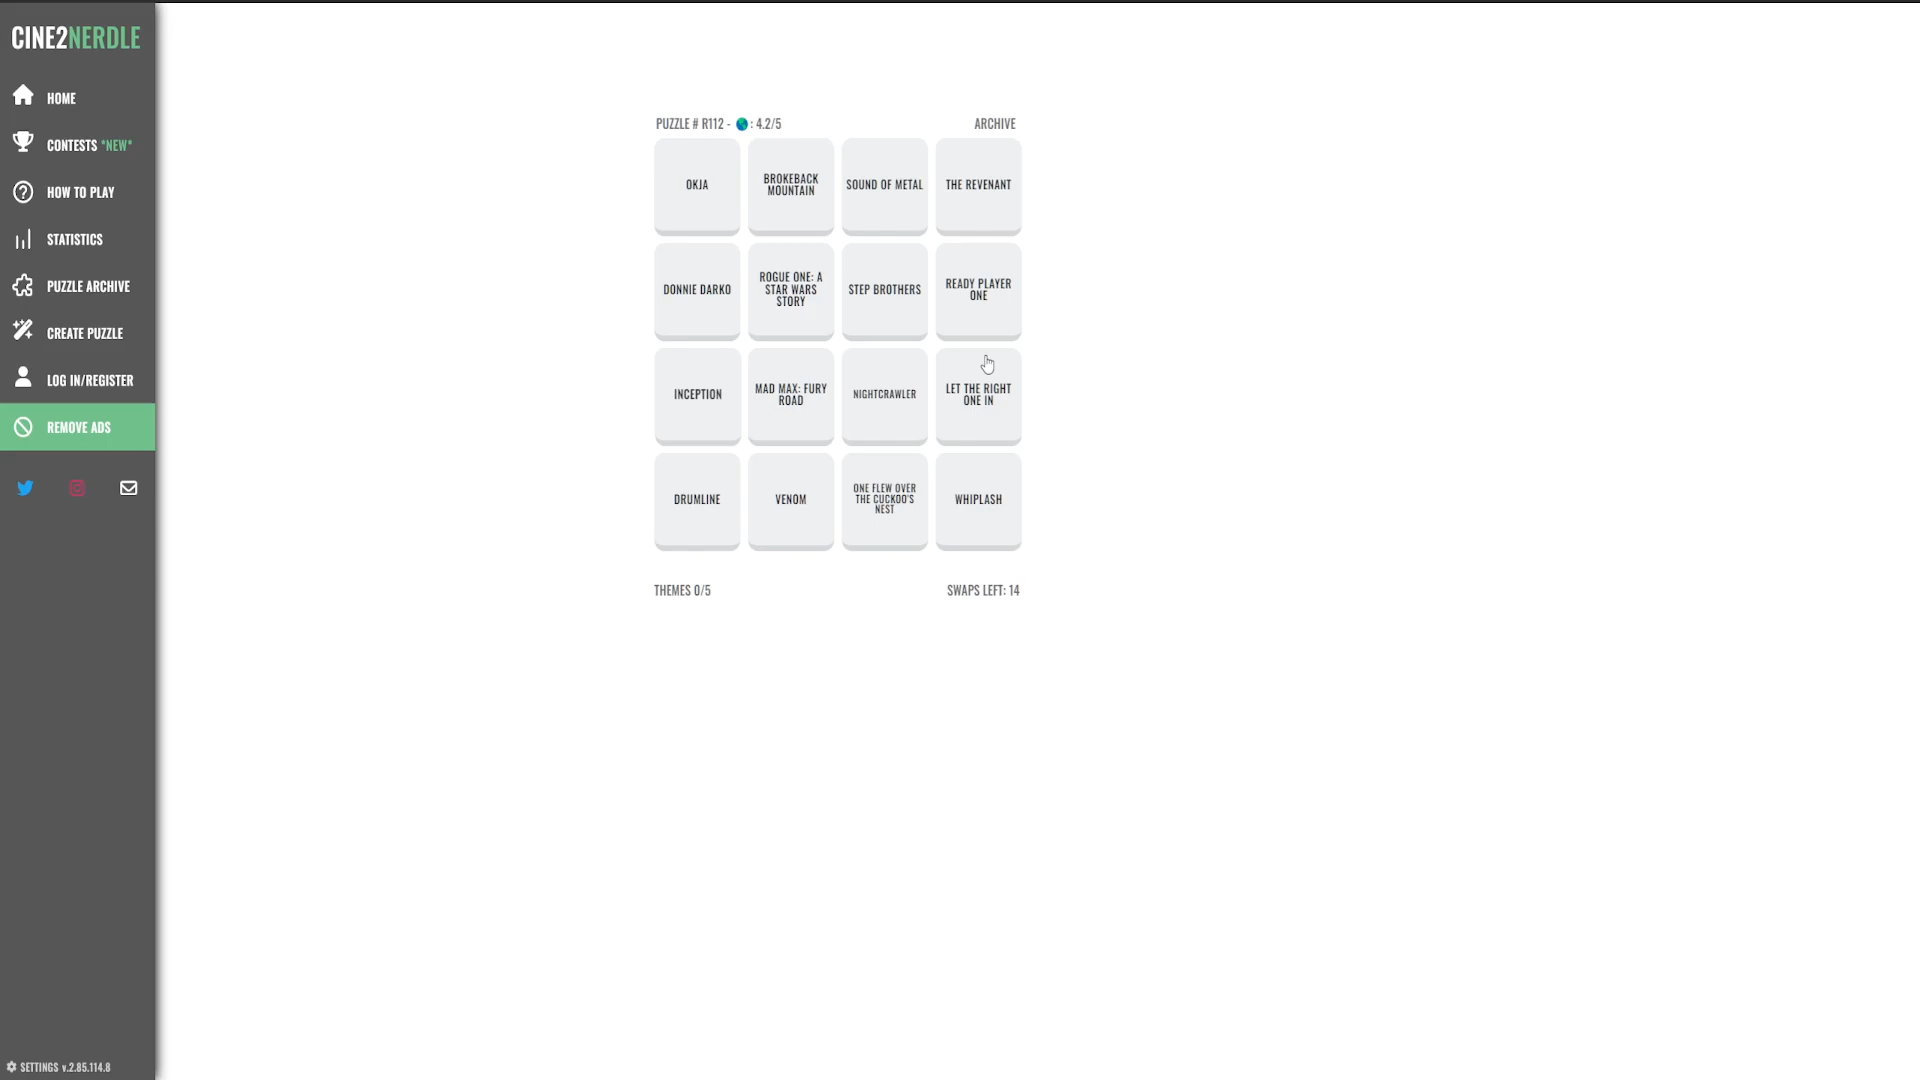 CINE2NERDLE
HOME
CONTESTS *NEW*
HOW TO PLAY
STATISTICS
PUZZLE ARCHIVE
CREATE PUZZLE
LOG IN/REGISTER
REMOVE ADS
SETTINGS v.2.85.114.8
PUZZLE # R112 - 🌎: 4.2/5
ARCHIVE
OKJA
BROKEBACK
MOUNTAIN
SOUND OF METAL
THE REVENANT
DONNIE DARKO
ROGUE ONE: A
STAR WARS
STORY
STEP BROTHERS
READY PLAYER
ONE
INCEPTION
MAD MAX: FURY
ROAD
NIGHTCRAWLER
LET THE RIGHT
ONE IN
DRUMLINE
VENOM
ONE FLEW OVER
THE CUCKOO'S
NEST
WHIPLASH
THEMES 0/5
SWAPS LEFT: 14